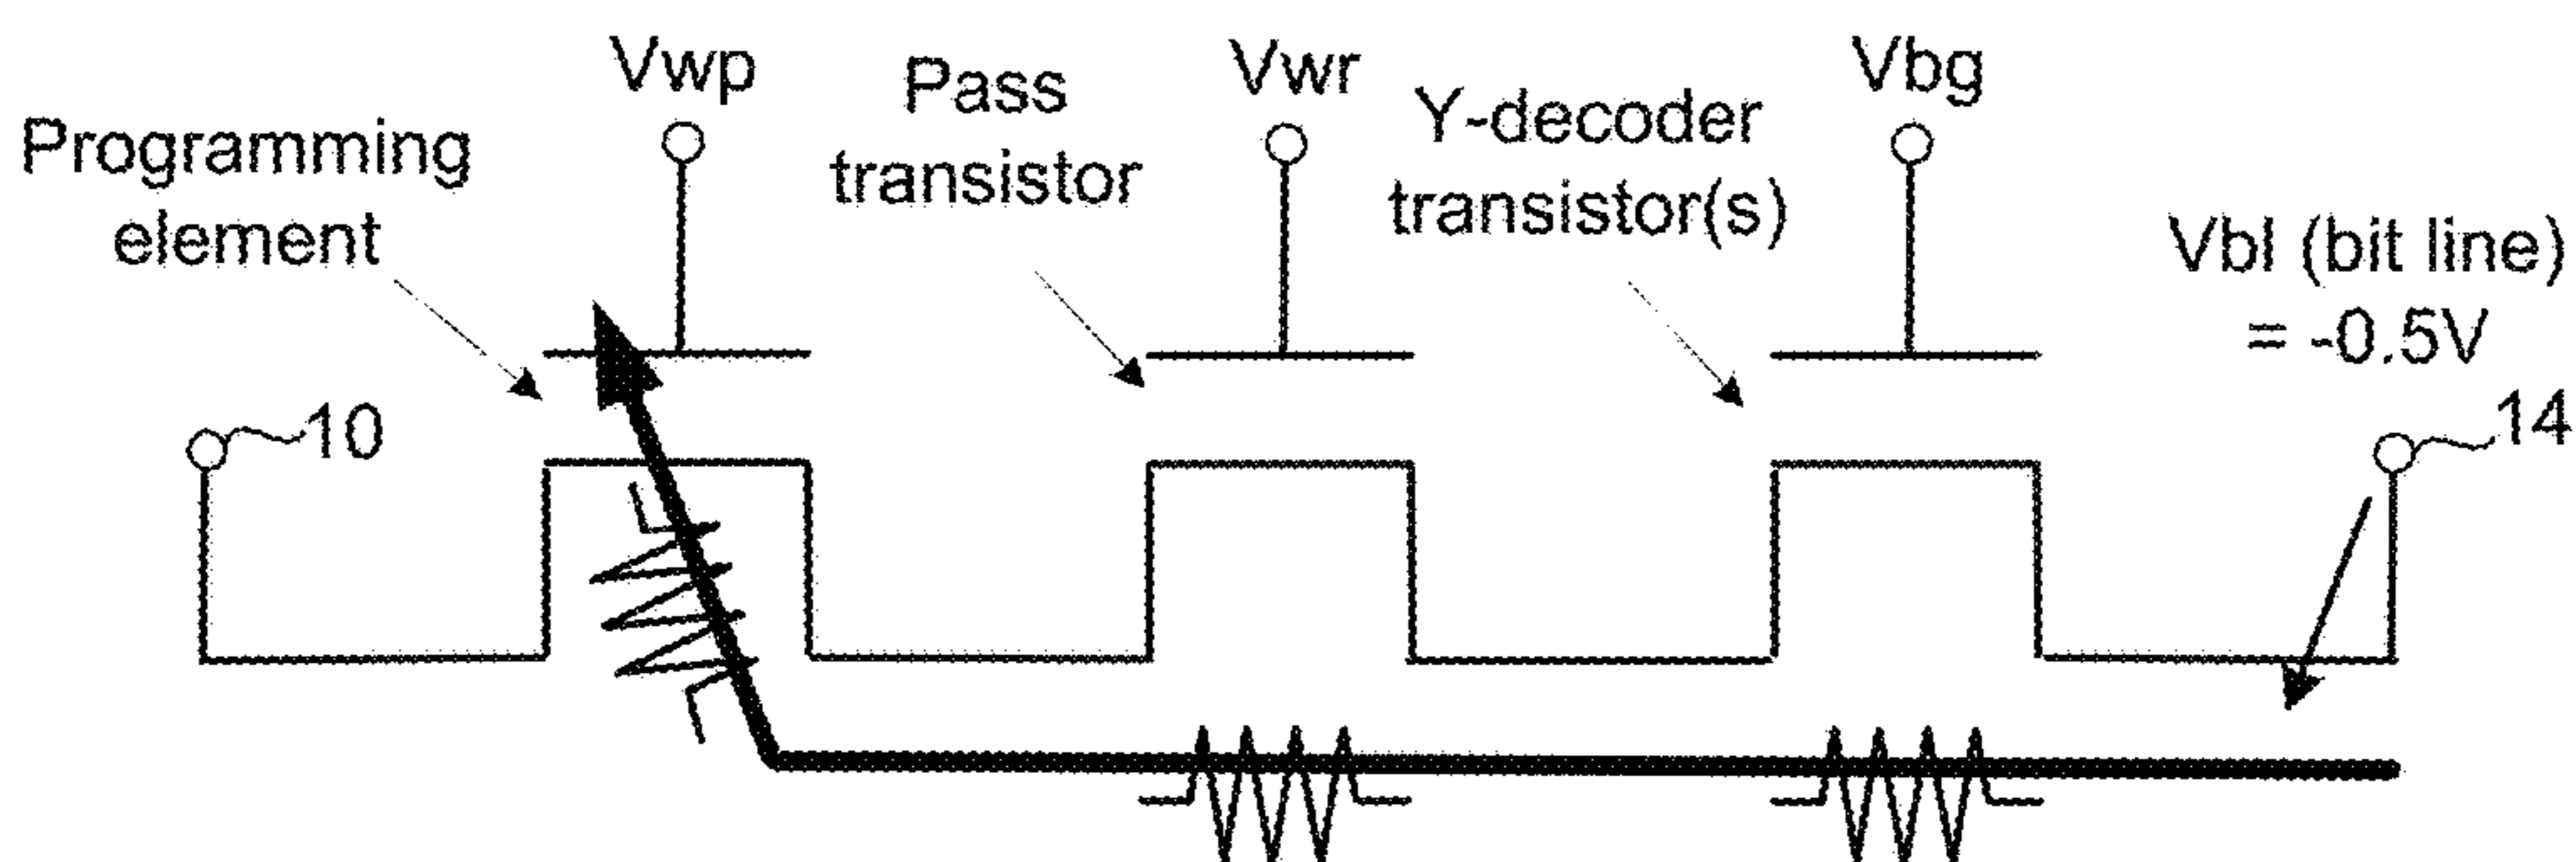 Vwp
Pass
transistor
Vwr
Y-decoder
transistor(s)
Vbg
Programming
element
Vbl (bit line)
= -0.5V
10
14